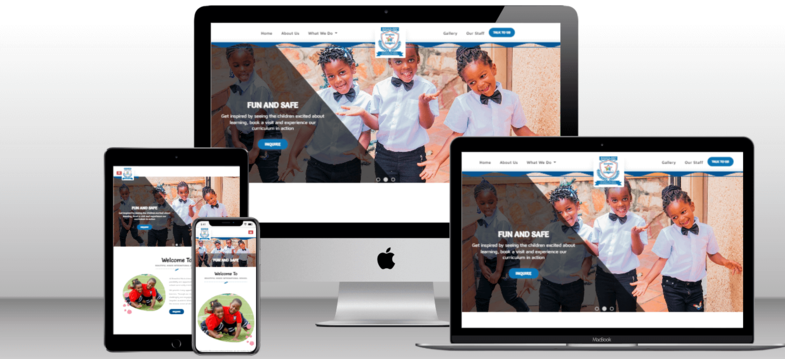 Home About Us What We Do Gallery Our Staff TALK TO US
FUN AND SAFE
Get inspired by seeing the children excited about
learning, book a visit and experience our
curriculum in action
INQUIRE
FUN AND SAFE
Welcome To
FUN AND SAFE
Welcome To
Home About Us What We Do Gallery Our Staff TALK TO US
FUN AND SAFE
Get inspired by seeing the children excited about
learning, book a visit and experience our
curriculum in action
INQUIRE
MacBook